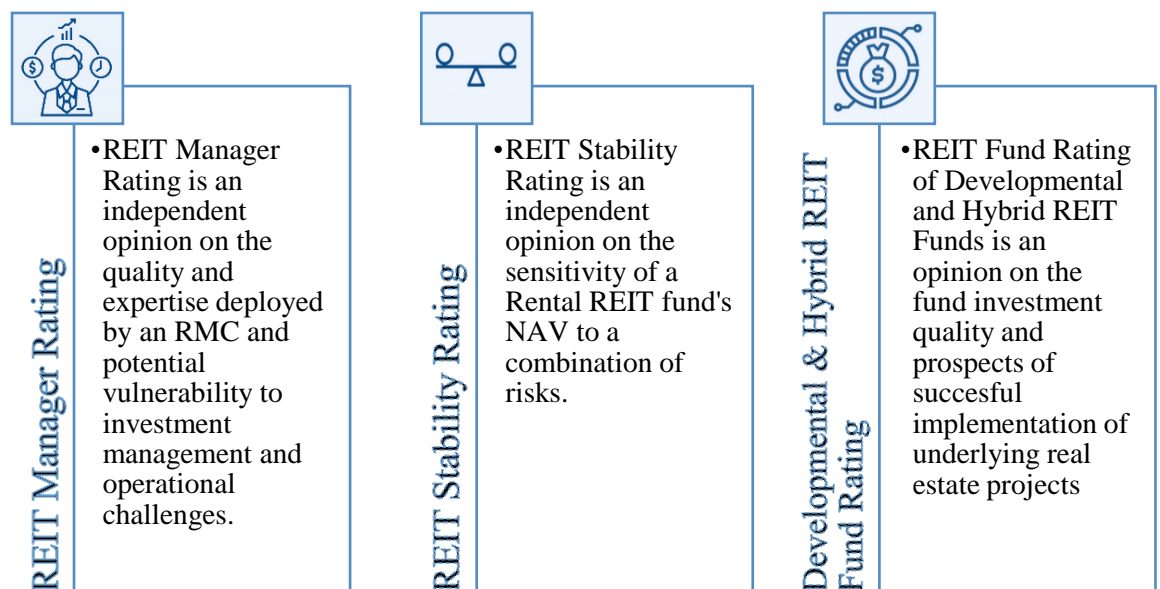 REIT Manager Rating
•REIT Manager
Rating is an
independent
opinion on the
quality and
expertise deployed
by an RMC and
potential
vulnerability to
investment
management and
operational
challenges.
REIT Stability Rating
•REIT Stability
Rating is an
independent
opinion on the
sensitivity of a
Rental REIT fund's
NAV to a
combination of
risks.
Developmental & Hybrid REIT
Fund Rating
•REIT Fund Rating
of Developmental
and Hybrid REIT
Funds is an
opinion on the
fund investment
quality and
prospects of
succesful
implementation of
underlying real
estate projects